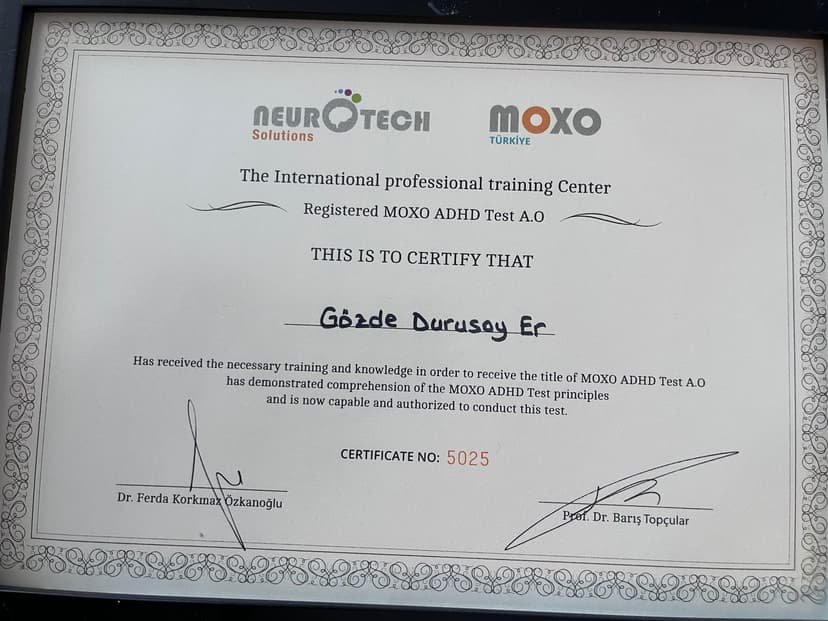 NEUROTECH
Solutions
MOXO
TÜRKİYE
The International professional training Center
Registered MOXO ADHD Test A.O
THIS IS TO CERTIFY THAT
Gözde Durusoy Er
Has received the necessary training and knowledge in order to receive the title of MOXO ADHD Test A.O
has demonstrated comprehension of the MOXO ADHD Test principles
and is now capable and authorized to conduct this test.
CERTIFICATE NO: 5025
Dr. Ferda Korkmaz Özkanoğlu
Prof. Dr. Barış Topçular